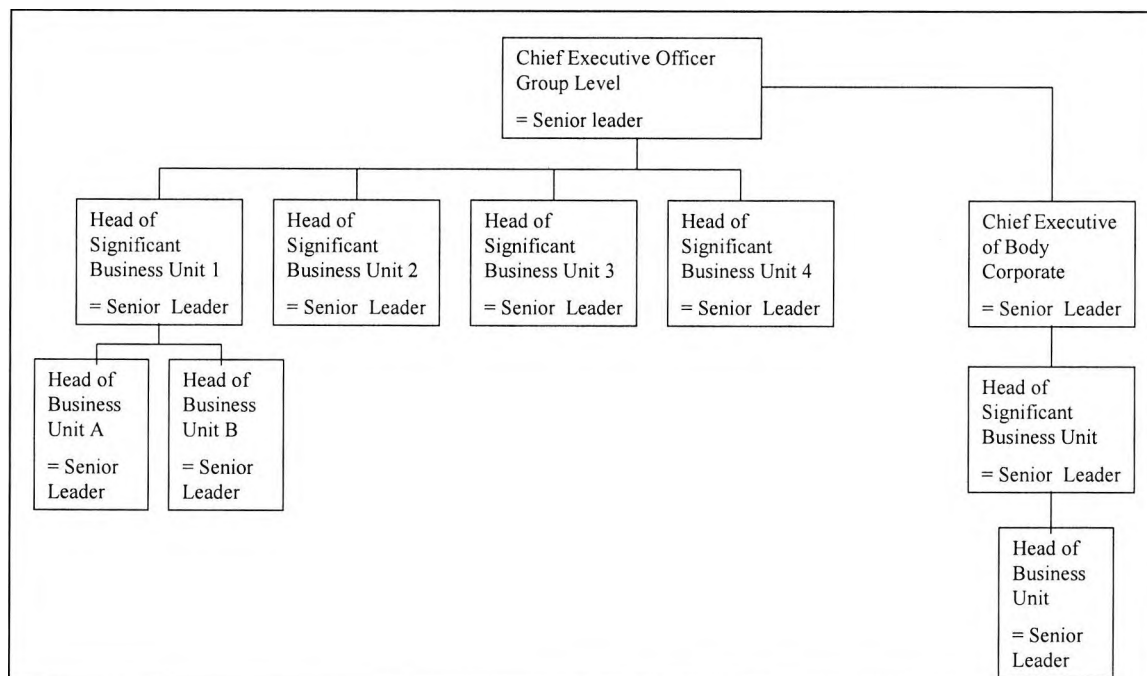 Chief Executive Officer
Group Level
= Senior leader
Head of
Significant
Business Unit 1
= Senior Leader
Head of
Significant
Business Unit 2
= Senior Leader
Head of
Significant
Business Unit 3
= Senior Leader
Head of
Significant
Business Unit 4
= Senior Leader
Chief Executive
of Body
Corporate
= Senior Leader
Head of
Business
Unit A
= Senior
Leader
Head of
Business
Unit B
= Senior
Leader
Head of
Significant
Business Unit
= Senior Leader
Head of
Business
Unit
= Senior
Leader